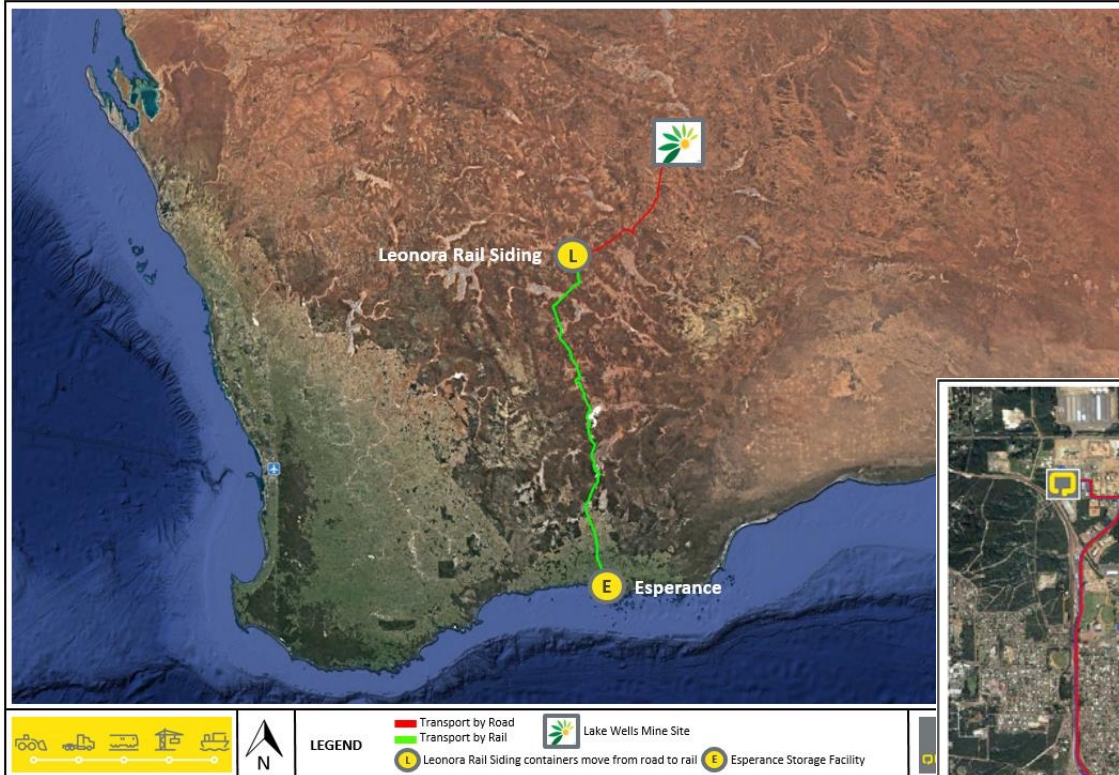 Leonora Rail Siding
L
E
Esperance
N
LEGEND
Transport by Road
Transport by Rail
Lake Wells Mine Site
L Leonora Rail Siding containers move from road to rail
E Esperance Storage Facility